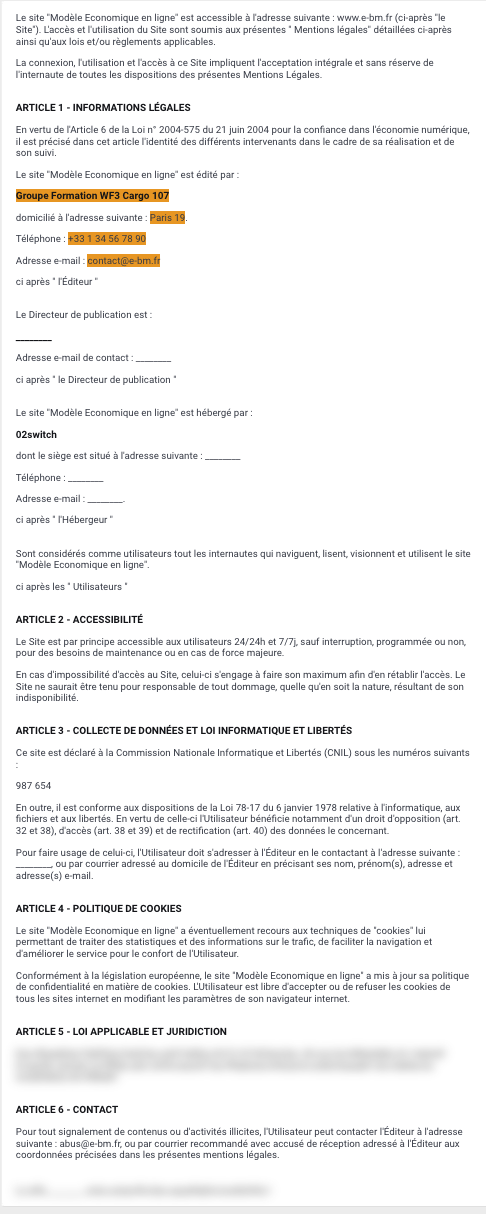 Le site "Modèle Economique en ligne" est accessible à l'adresse suivante : www.e-bm.fr (ci-après "le
Site"). L'accès et l'utilisation du Site sont soumis aux présentes " Mentions légales" détaillées ci-après
ainsi qu'aux lois et/ou règlements applicables.
La connexion, l'utilisation et l'accès à ce Site impliquent l'acceptation intégrale et sans réserve de
l'internaute de toutes les dispositions des présentes Mentions Légales.
ARTICLE 1 - INFORMATIONS LÉGALES
En vertu de l'Article 6 de la Loi n° 2004-575 du 21 juin 2004 pour la confiance dans l'économie numérique,
il est précisé dans cet article l'identité des différents intervenants dans le cadre de sa réalisation et de
son suivi.
Le site "Modèle Economique en ligne" est édité par :
Groupe Formation WF3 Cargo 107
domicilié à l'adresse suivante : Paris 19.
Téléphone : +33 1 34 56 78 90
Adresse e-mail : contact@e-bm.fr
ci après " l'Éditeur "
Le Directeur de publication est :
________
Adresse e-mail de contact : ________
ci après " le Directeur de publication "
Le site "Modèle Economique en ligne" est hébergé par :
02switch
dont le siège est situé à l'adresse suivante : ________
Téléphone : ________
Adresse e-mail : ________.
ci après " l'Hébergeur "
Sont considérés comme utilisateurs tout les internautes qui naviguent, lisent, visionnent et utilisent le site
"Modèle Economique en ligne".
ci après les " Utilisateurs "
ARTICLE 2 - ACCESSIBILITÉ
Le Site est par principe accessible aux utilisateurs 24/24h et 7/7j, sauf interruption, programmée ou non,
pour des besoins de maintenance ou en cas de force majeure.
En cas d'impossibilité d'accès au Site, celui-ci s'engage à faire son maximum afin d'en rétablir l'accès. Le
Site ne saurait être tenu pour responsable de tout dommage, quelle qu'en soit la nature, résultant de son
indisponibilité.
ARTICLE 3 - COLLECTE DE DONNÉES ET LOI INFORMATIQUE ET LIBERTÉS
Ce site est déclaré à la Commission Nationale Informatique et Libertés (CNIL) sous les numéros suivants
:
987 654
En outre, il est conforme aux dispositions de la Loi 78-17 du 6 janvier 1978 relative à l'informatique, aux
fichiers et aux libertés. En vertu de celle-ci l'Utilisateur bénéficie notamment d'un droit d'opposition (art.
32 et 38), d'accès (art. 38 et 39) et de rectification (art. 40) des données le concernant.
Pour faire usage de celui-ci, l'Utilisateur doit s'adresser à l'Éditeur en le contactant à l'adresse suivante :
________, ou par courrier adressé au domicile de l'Éditeur en précisant ses nom, prénom(s), adresse et
adresse(s) e-mail.
ARTICLE 4 - POLITIQUE DE COOKIES
Le site "Modèle Economique en ligne" a éventuellement recours aux techniques de "cookies" lui
permettant de traiter des statistiques et des informations sur le trafic, de faciliter la navigation et
d'améliorer le service pour le confort de l'Utilisateur.
Conformément à la législation européenne, le site "Modèle Economique en ligne" a mis à jour sa politique
de confidentialité en matière de cookies. L'Utilisateur est libre d'accepter ou de refuser les cookies de
tous les sites internet en modifiant les paramètres de son navigateur internet.
ARTICLE 5 - LOI APPLICABLE ET JURIDICTION
ARTICLE 6 - CONTACT
Pour tout signalement de contenus ou d'activités illicites, l'Utilisateur peut contacter l'Éditeur à l'adresse
suivante : abus@e-bm.fr, ou par courrier recommandé avec accusé de réception adressé à l'Éditeur aux
coordonnées précisées dans les présentes mentions légales.